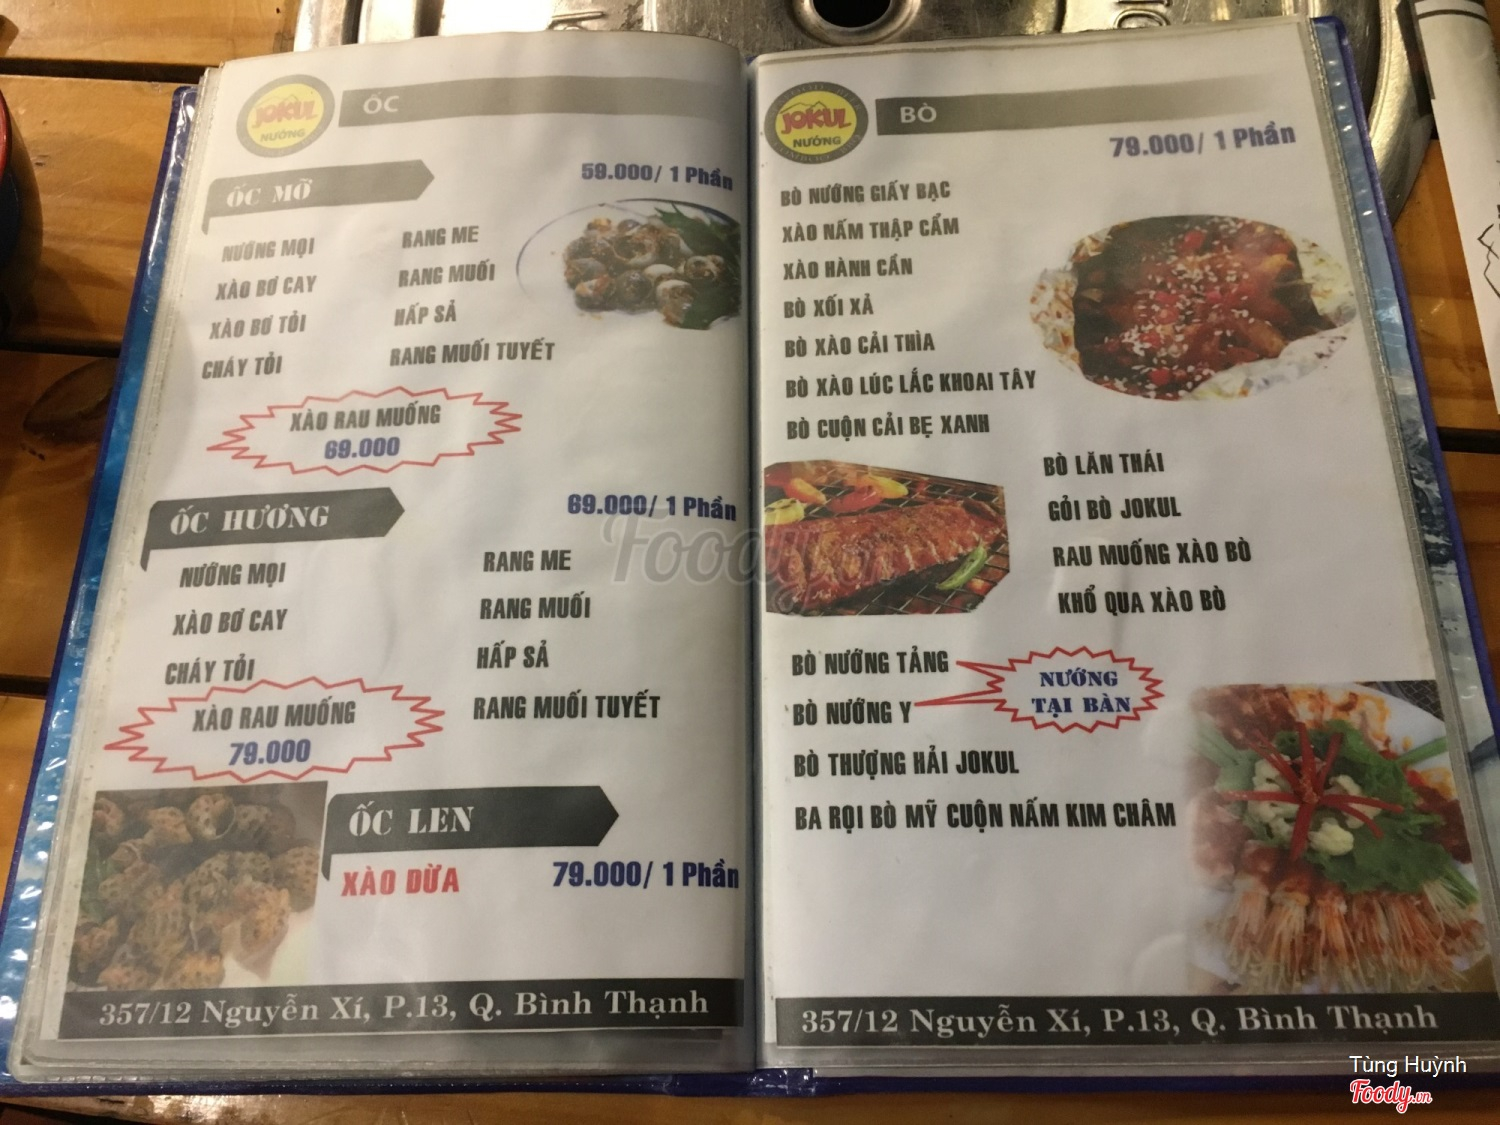 JOKUL
NƯỚNG
ỐC
ỐC MỠ
59.000/ 1 Phần
NƯỚNG MỌI
XÀO BƠ CAY
XÀO BƠ TỎI
CHÁY TỎI
RANG ME
RANG MUỐI
HẤP SẢ
RANG MUỐI TUYẾT
XÀO RAU MUỐNG
69.000
ỐC HƯƠNG
69.000/ 1 Phần
NƯỚNG MỌI
XÀO BƠ CAY
CHÁY TỎI
RANG ME
RANG MUỐI
HẤP SẢ
RANG MUỐI TUYẾT
XÀO RAU MUỐNG
79.000
ỐC LEN
XÀO DỪA
79.000/ 1 Phần
357/12 Nguyễn Xí, P.13, Q. Bình Thạnh
JOKUL
NƯỚNG
BÒ
79.000/ 1 Phần
BÒ NƯỚNG GIẤY BẠC
XÀO NẤM THẬP CẨM
XÀO HÀNH CẦN
BÒ XỐI XẢ
BÒ XÀO CẢI THÌA
BÒ XÀO LÚC LẮC KHOAI TÂY
BÒ CUỘN CẢI BẸ XANH
BÒ LĂN THÁI
GỎI BÒ JOKUL
RAU MUỐNG XÀO BÒ
KHỔ QUA XÀO BÒ
BÒ NƯỚNG TẢNG
BÒ NƯỚNG Y
NƯỚNG
TẠI BÀN
BÒ THƯỢNG HẢI JOKUL
BA RỌI BÒ MỸ CUỘN NẤM KIM CHÂM
357/12 Nguyễn Xí, P.13, Q. Bình Thạnh
Foody.vn
Tùng Huỳnh
Foody.vn